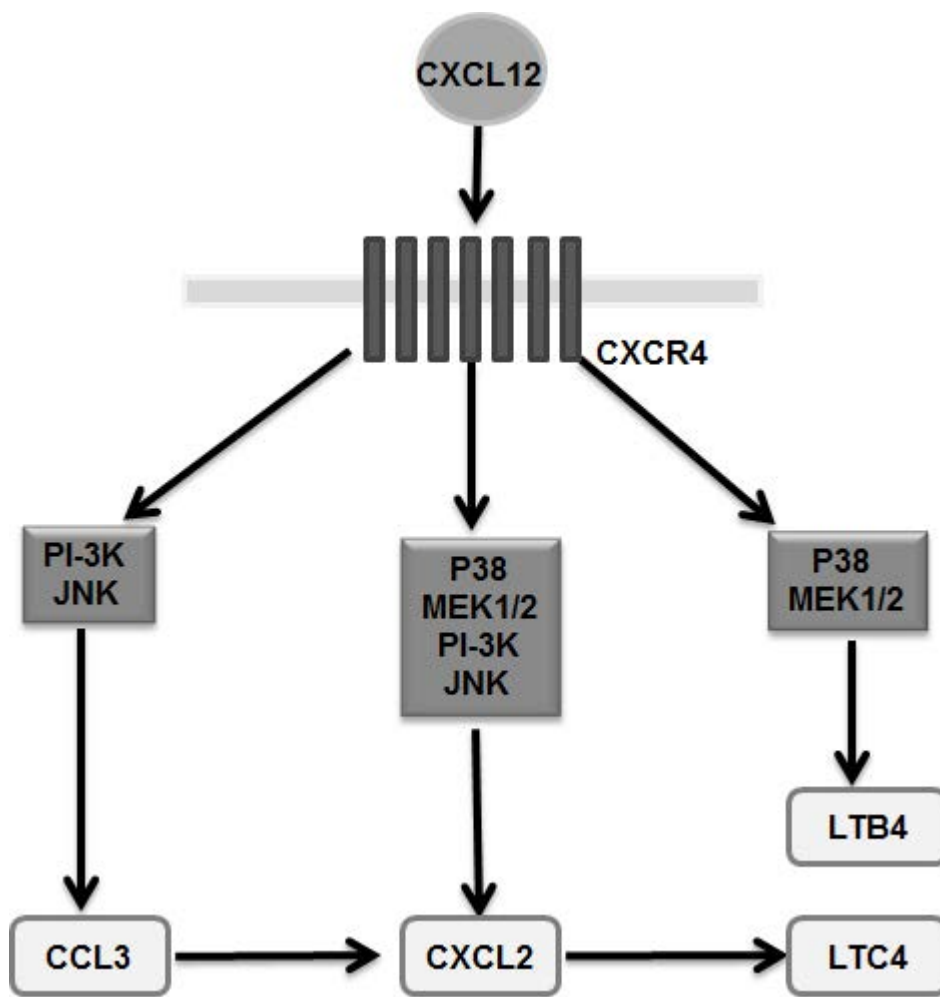 CXCL12
CXCR4
PI-3K
JNK
P38
MEK1/2
PI-3K
JNK
P38
MEK1/2
LTB4
CCL3
CXCL2
LTC4